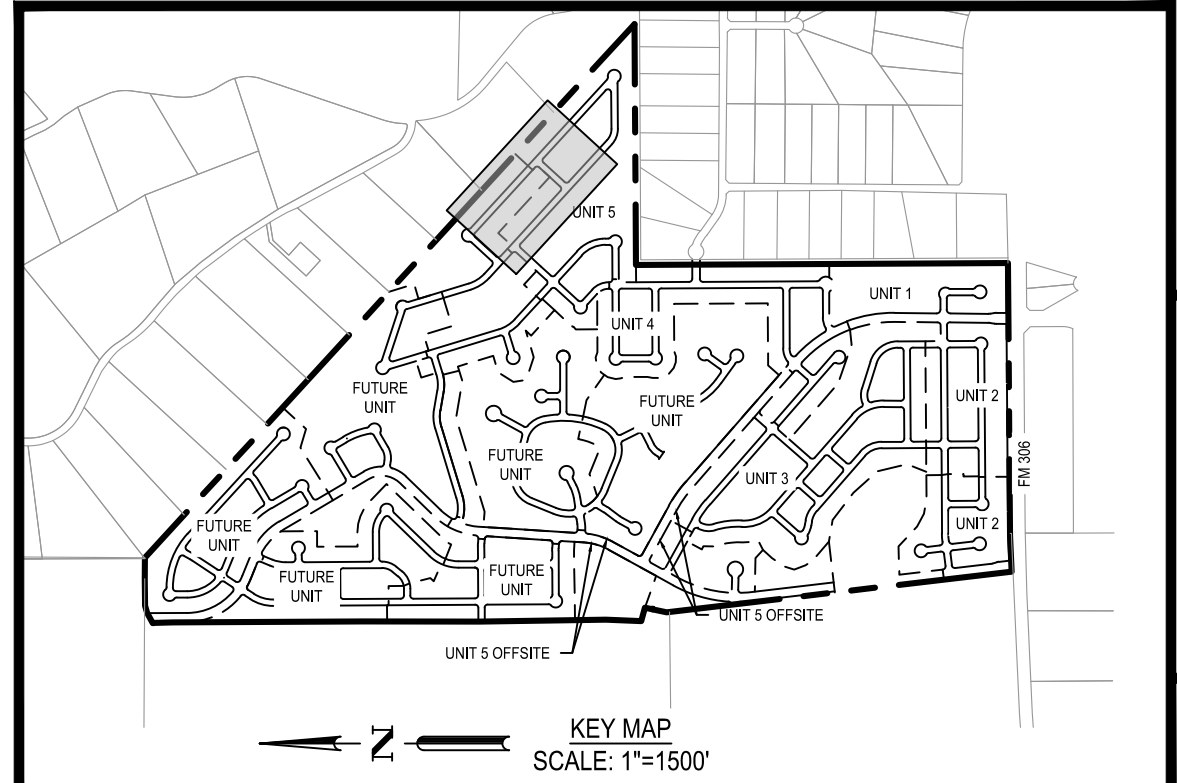 UNIT 5
UNIT 1
UNIT 4
FUTURE
UNIT
FUTURE
UNIT
UNIT 2
FM 306
FUTURE
UNIT
UNIT 3
FUTURE
UNIT
UNIT 2
FUTURE
UNIT
FUTURE
UNIT
UNIT 5 OFFSITE
UNIT 5 OFFSITE
N
KEY MAP
SCALE: 1"=1500'